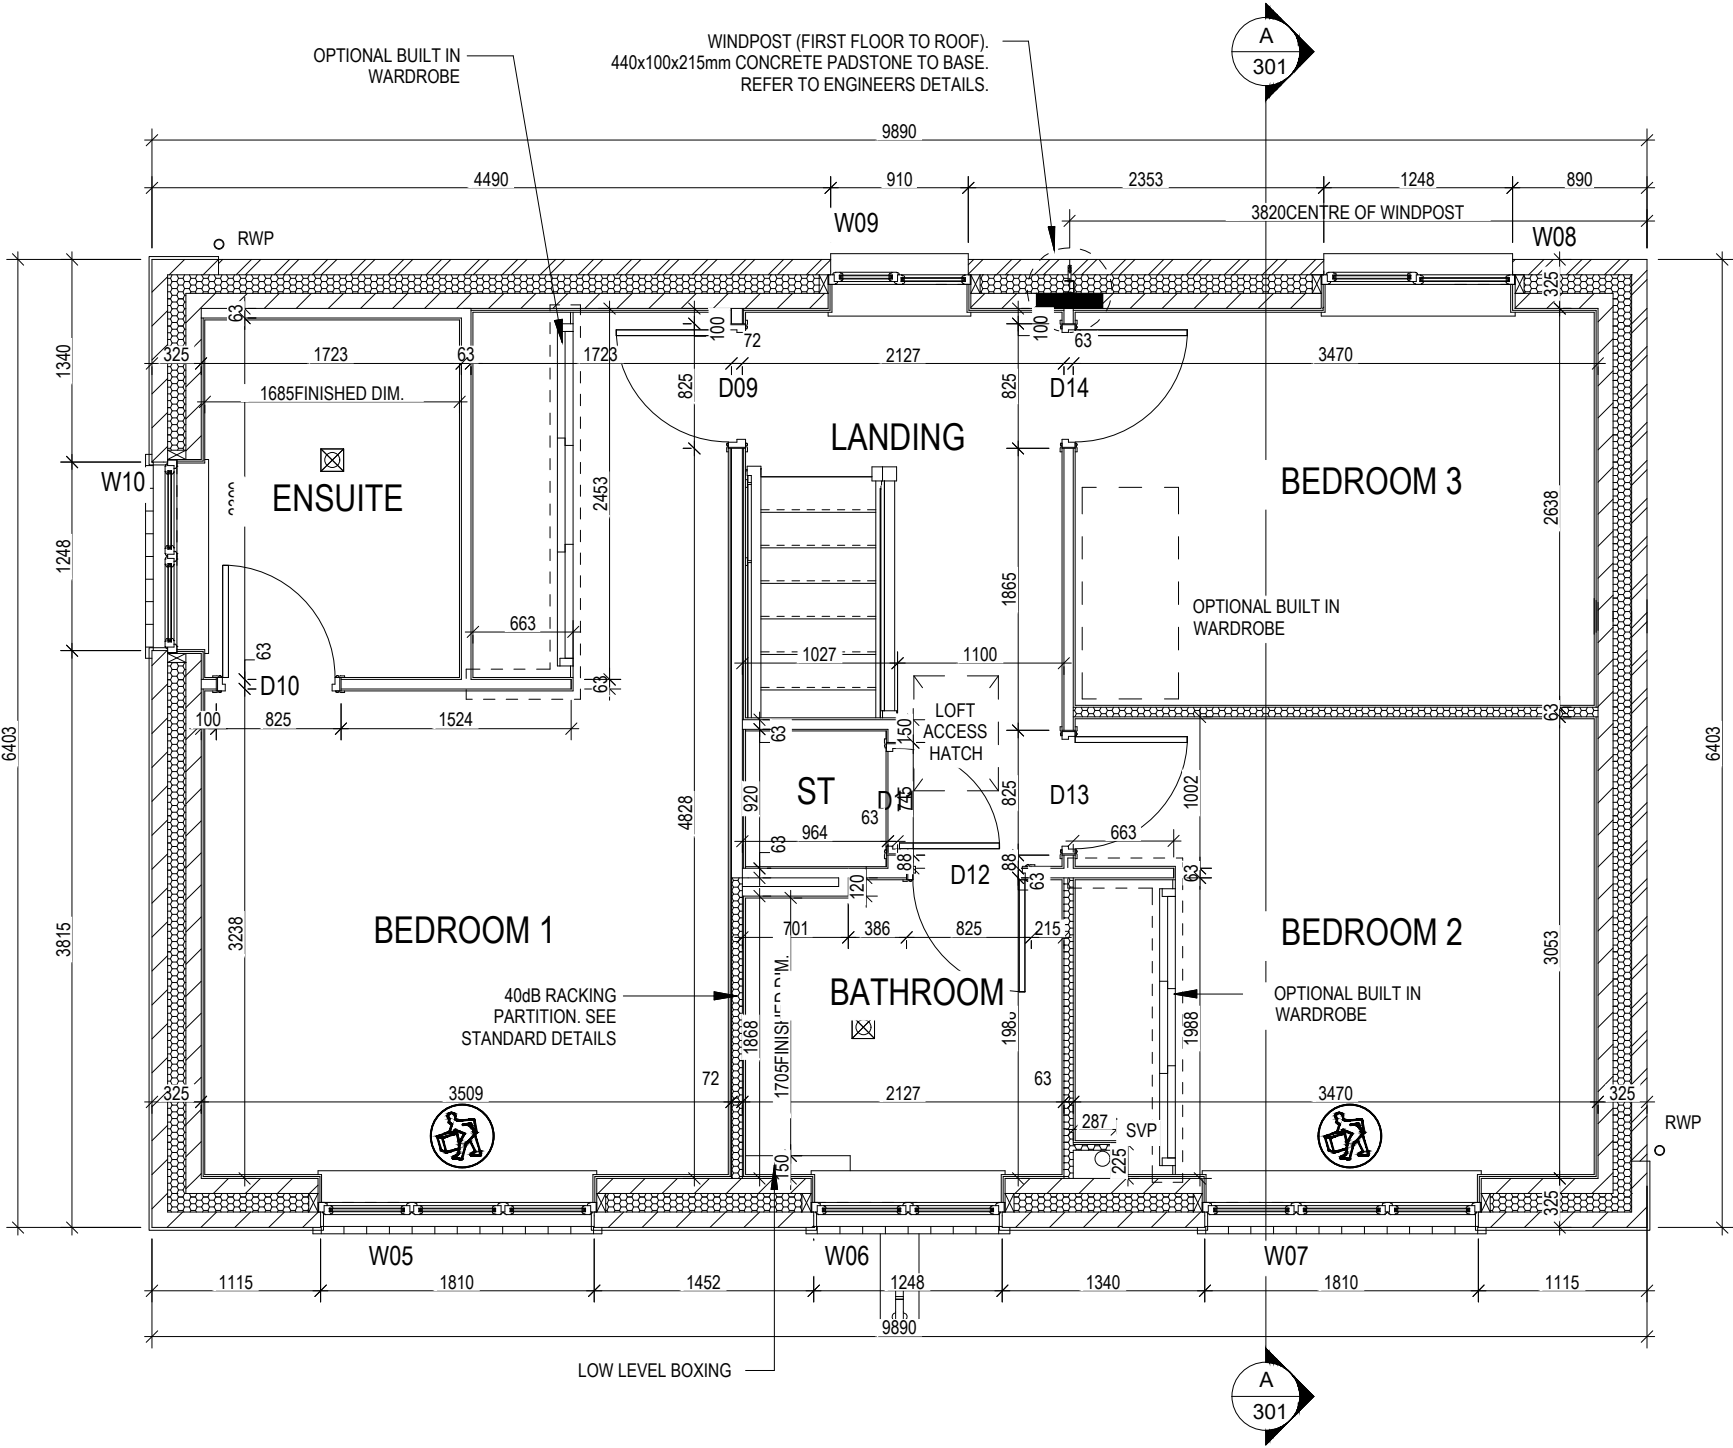 A
301
OPTIONAL BUILT IN
WARDROBE
WINDPOST (FIRST FLOOR TO ROOF).
440x100x215mm CONCRETE PADSTONE TO BASE.
REFER TO ENGINEERS DETAILS.
9890
4490 910 2353 1248 890
3820CENTRE OF WINDPOST
W09
W08
RWP
325
63
100
72
100
63
325 1723 63 1723 2127 3470
1340
1685FINISHED DIM.
825
D09
825
D14
LANDING
W10
ENSUITE
2453
BEDROOM 3
2638
1248
1865
OPTIONAL BUILT IN
WARDROBE
663
63
1027 1100
D10
63
100 825 1524
LOFT
ACCESS
HATCH
150
63
63
6403
6403
ST
920
745
63
825
D13
1002
4828
964
63
663
88
88
D12
63
63
120
BEDROOM 1
3238
701 386 825 215
BEDROOM 2
3053
3815
BATHROOM
40dB RACKING
PARTITION. SEE
STANDARD DETAILS
OPTIONAL BUILT IN
WARDROBE
1868
1988
72
63
325 3509 2127 3470 325
287
SVP
225
RWP
150
325
W05
W06
W07
1115 1810 1452 1248 1340 1810 1115
9890
LOW LEVEL BOXING
A
301